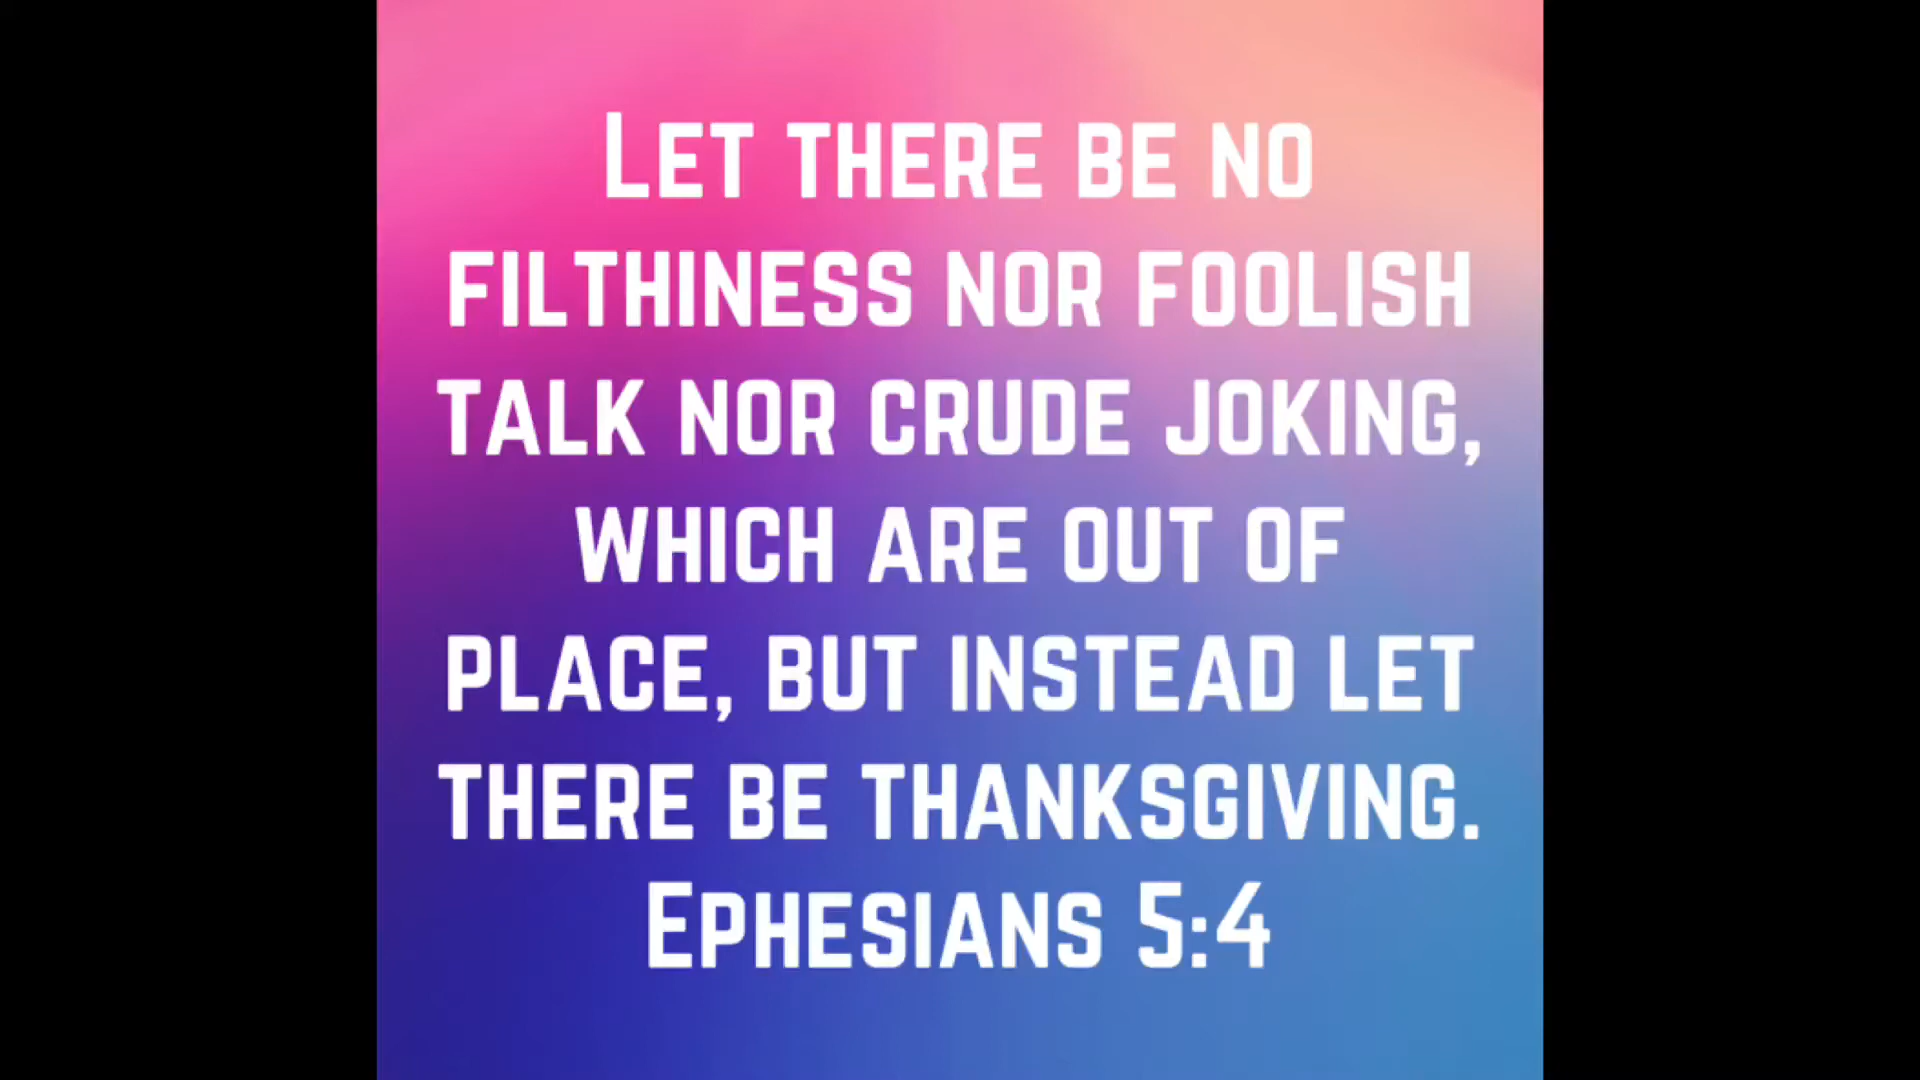 Let there be no
filthiness nor foolish
talk nor crude joking,
which are out of
place, but instead let
there be thanksgiving.
Ephesians 5:4